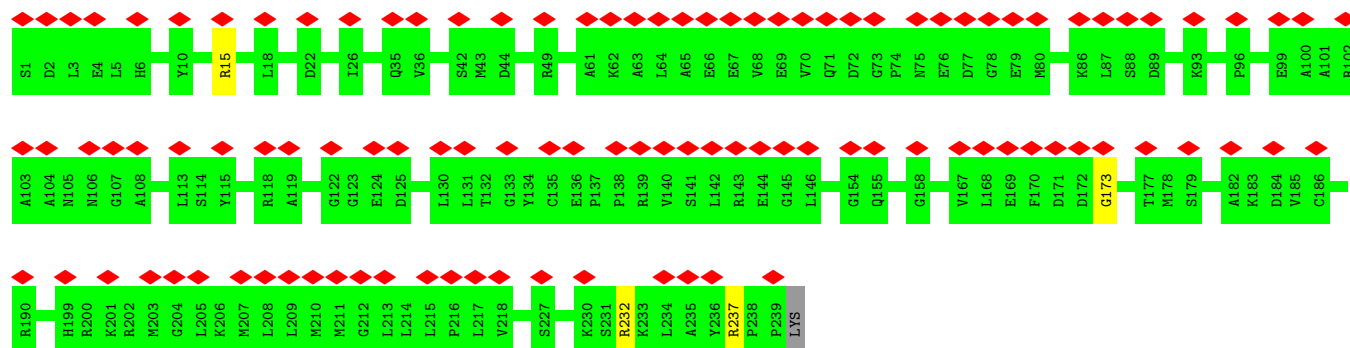 S1 D2 L3 E4 L5 H6 Y10 R15 L18 D22 I26 Q35 V36 S42 M43 D44 R49 A61 K62 A63 L64 A65 E66 E67 V68 E69 V70 Q71 D72 G73 P74 N75 E76 D77 G78 E79 M80 K86 L87 S88 D89 K93 P96 E99 A100 A101 R102
A103 A104 N105 N106 G107 A108 L113 S114 Y115 R118 A119 G122 G123 E124 D125 L130 L131 T132 G133 Y134 C135 E136 P137 P138 R139 V140 S141 L142 R143 E144 G145 L146 G154 Q155 G158 V167 L168 E169 F170 D171 D172 G173 T177 M178 S179 A182 K183 D184 V185 C186
R190 H199 R200 K201 R202 M203 G204 L205 K206 M207 L208 L209 M210 M211 G212 L213 L214 L215 P216 L217 V218 S227 K230 S231 R232 K233 L234 A235 Y236 R237 P238 P239 LYS